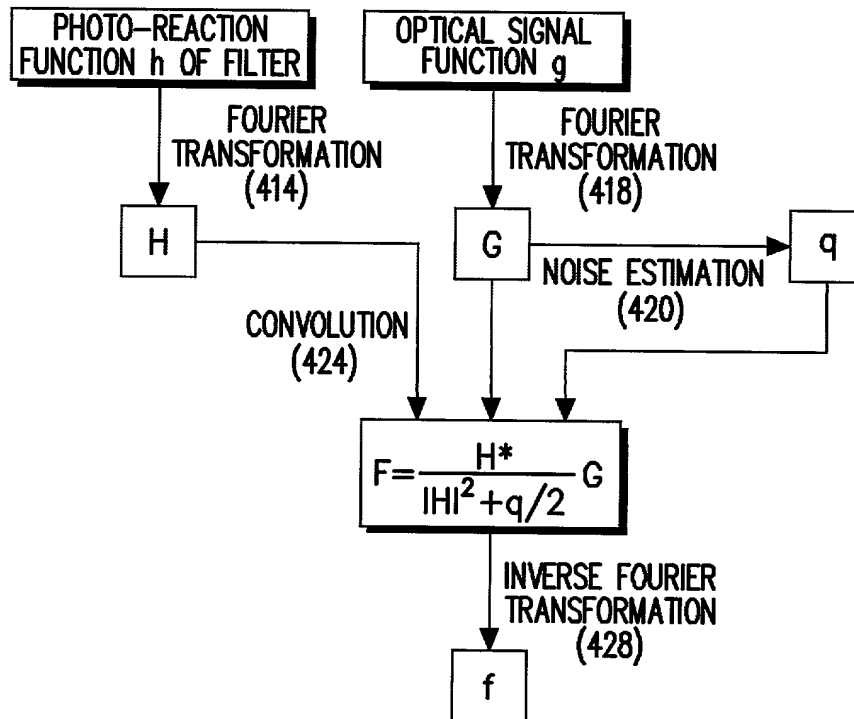 PHOTO-REACTION
FUNCTION h OF FILTER
OPTICAL SIGNAL
FUNCTION g
FOURIER
TRANSFORMATION
(414)
FOURIER
TRANSFORMATION
(418)
H
G
q
NOISE ESTIMATION
(420)
CONVOLUTION
(424)
F=H*/|H|²+q/2 G
INVERSE FOURIER
TRANSFORMATION
(428)
f